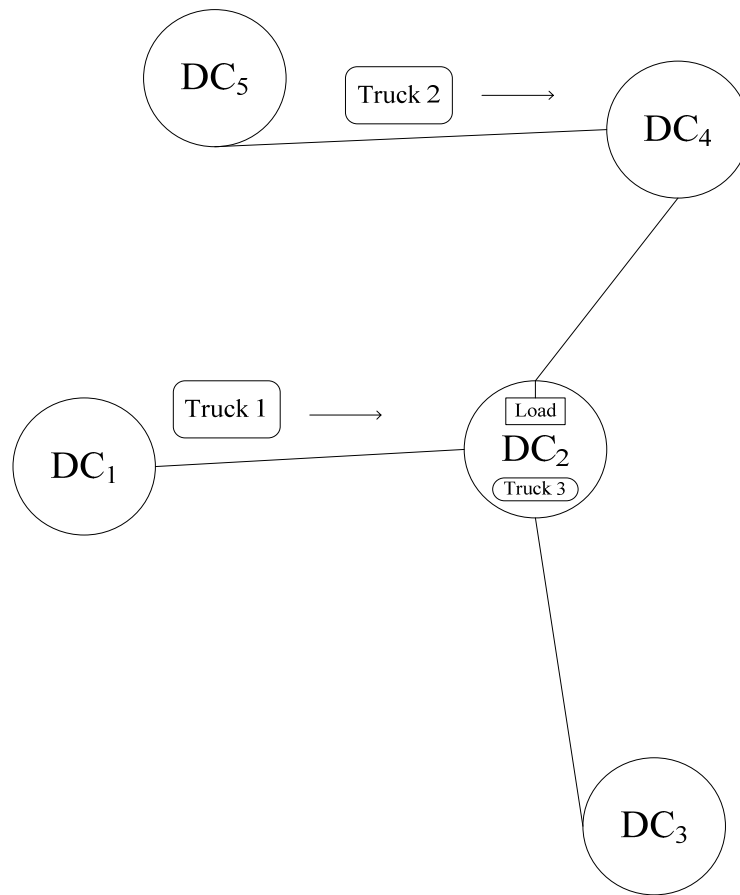 DC₅
Truck 2
DC₄
Truck 1
Load
DC₁
DC₂
Truck 3
DC₃